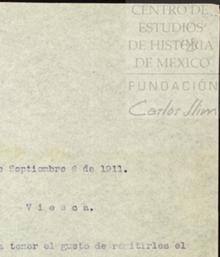 CENTRO DE
ESTUDIOS
DE HISTORIA
DE MEXICO
FUNDACIÓN
Carlos Slim
Septiembre 6 de 1911.
Viesca.
tener el gusto de remitirles el